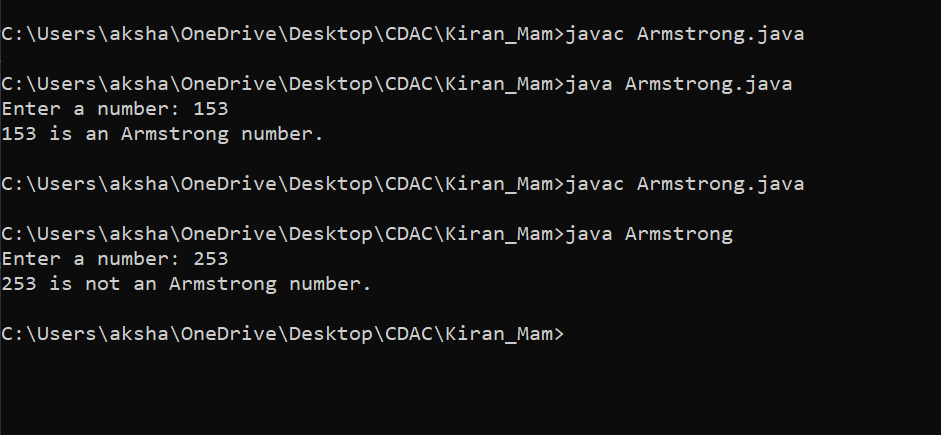 C:\Users\aksha\OneDrive\Desktop\CDAC\Kiran_Mam>javac Armstrong.java
C:\Users\aksha\OneDrive\Desktop\CDAC\Kiran_Mam>java Armstrong.java
Enter a number: 153
153 is an Armstrong number.
C:\Users\aksha\OneDrive\Desktop\CDAC\Kiran_Mam>javac Armstrong.java
C:\Users\aksha\OneDrive\Desktop\CDAC\Kiran_Mam>java Armstrong
Enter a number: 253
253 is not an Armstrong number.
C:\Users\aksha\OneDrive\Desktop\CDAC\Kiran_Mam>